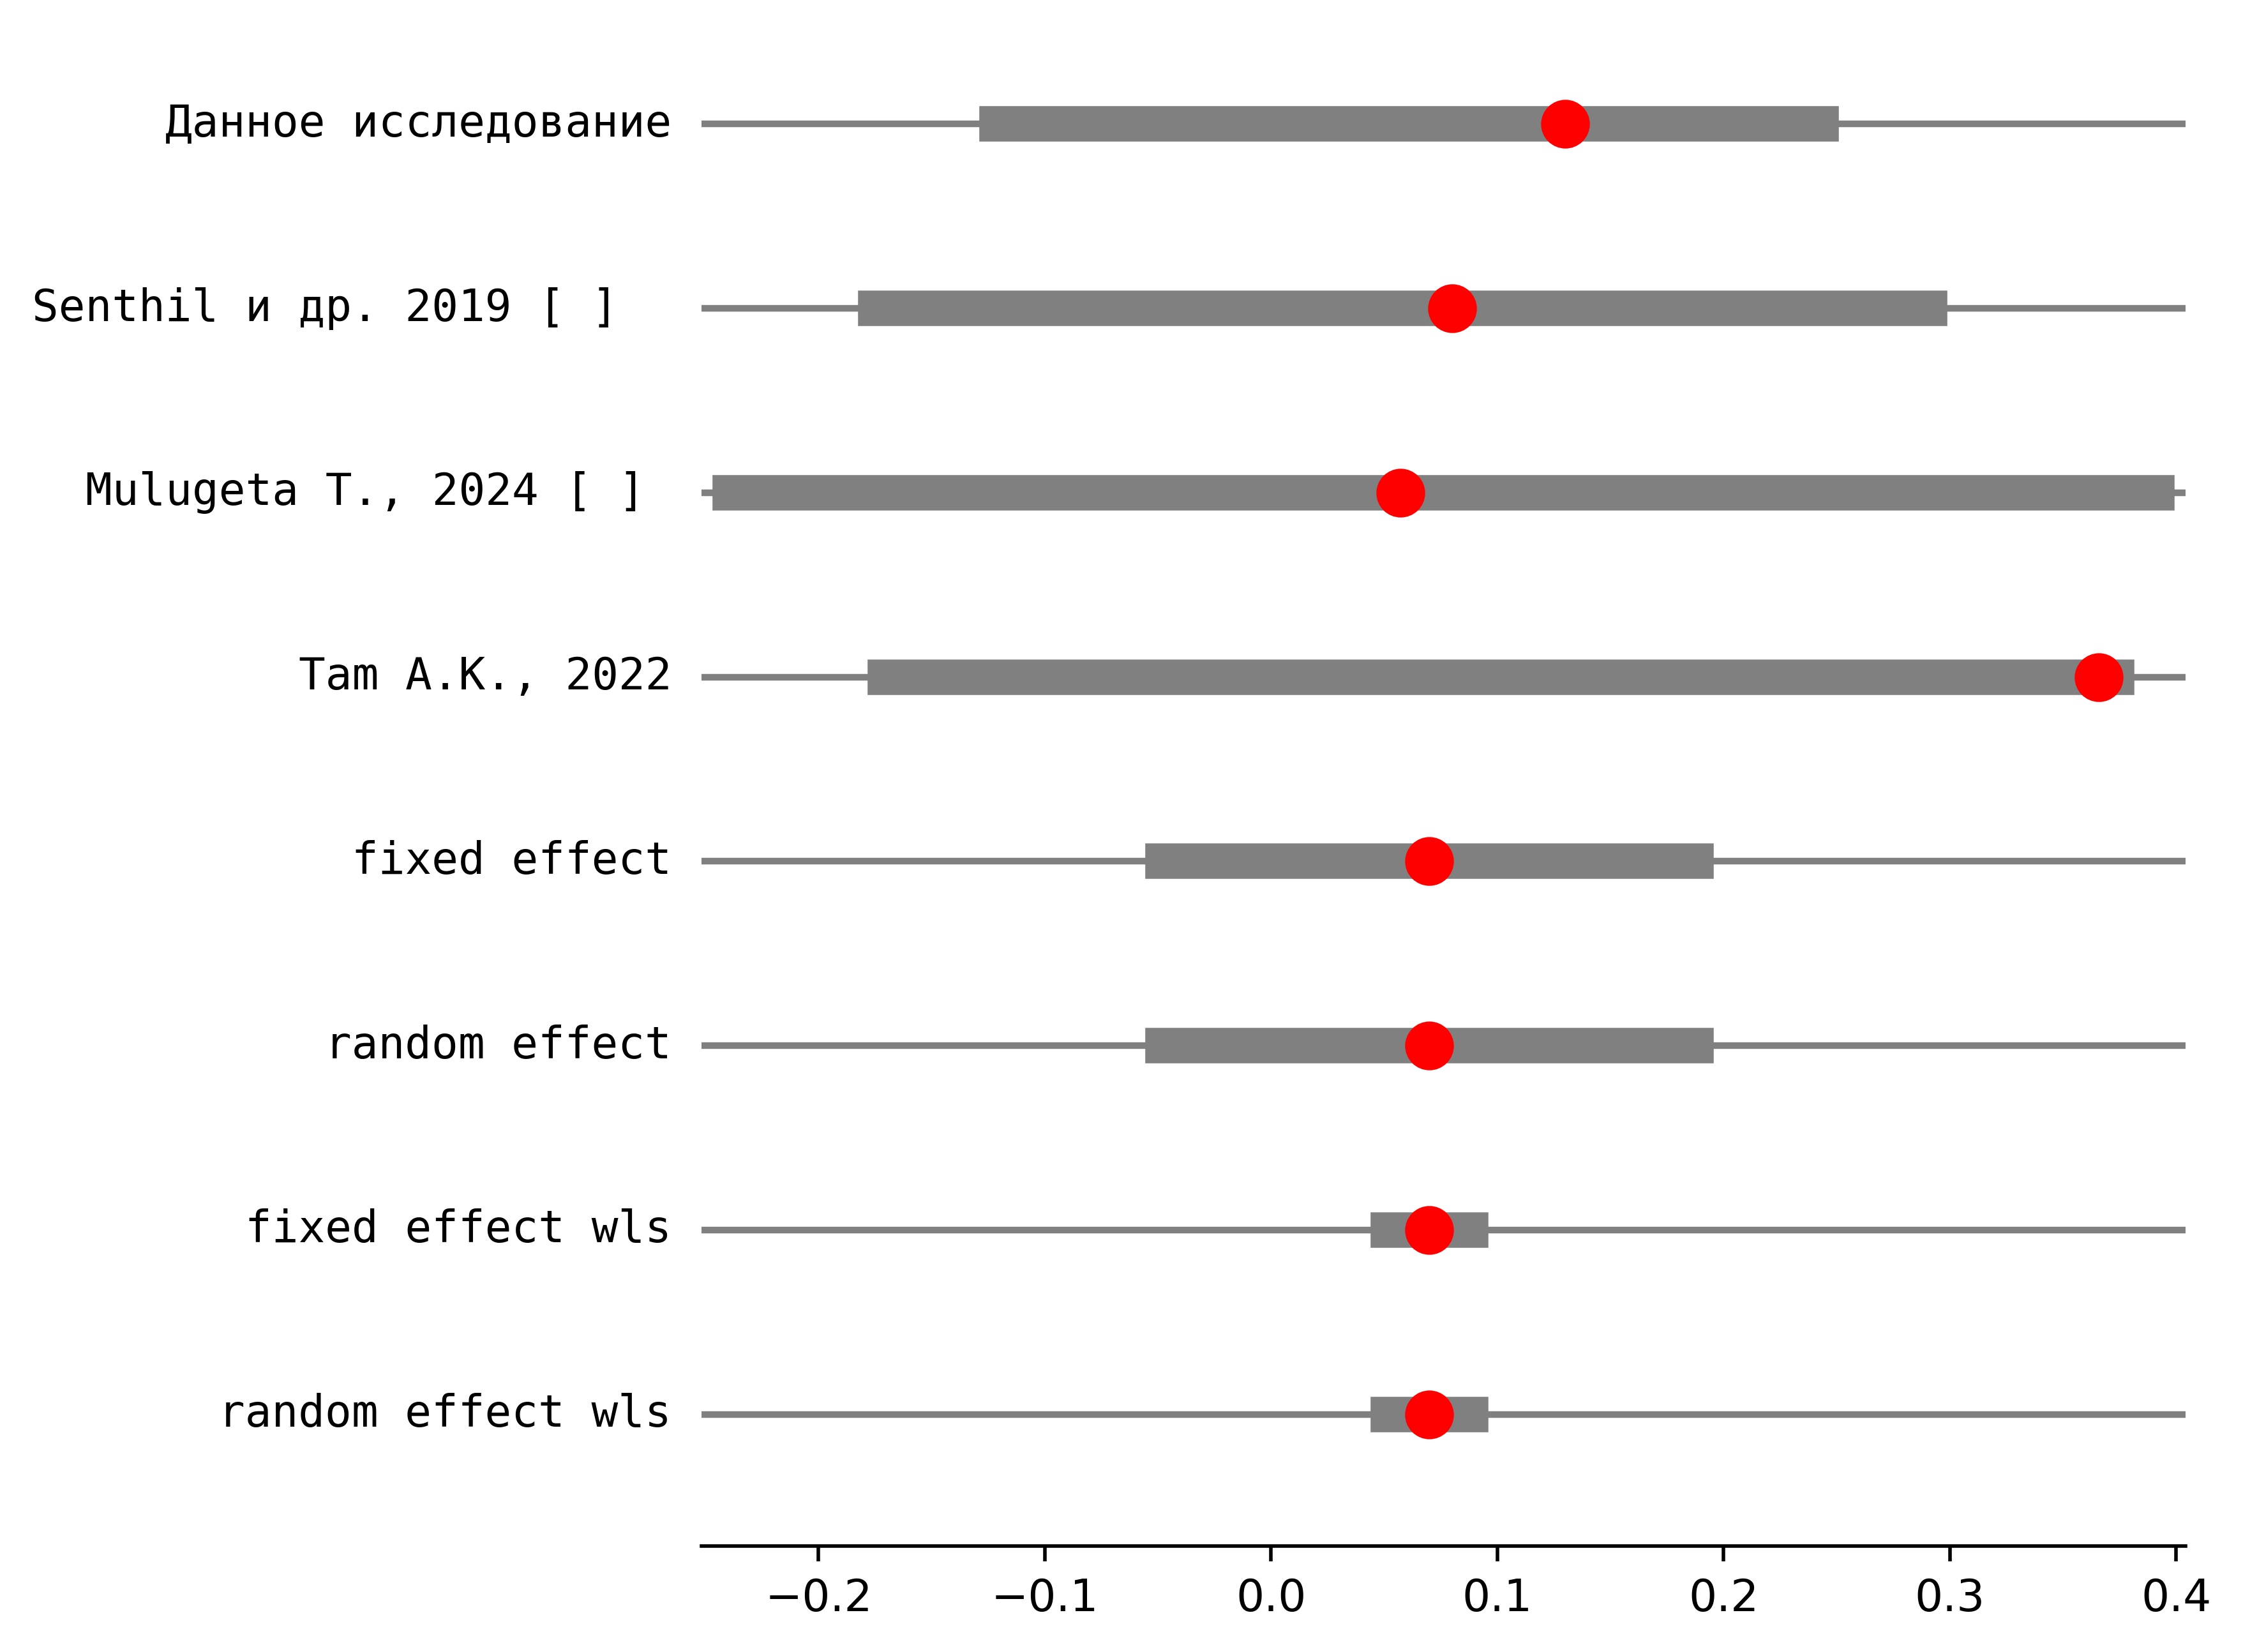 Данное исследование
Senthil и др. 2019 [ ]
Mulugeta T., 2024 [ ]
Tam A.K., 2022
fixed effect
random effect
fixed effect wls
random effect wls
−0.2 −0.1 0.0 0.1 0.2 0.3 0.4